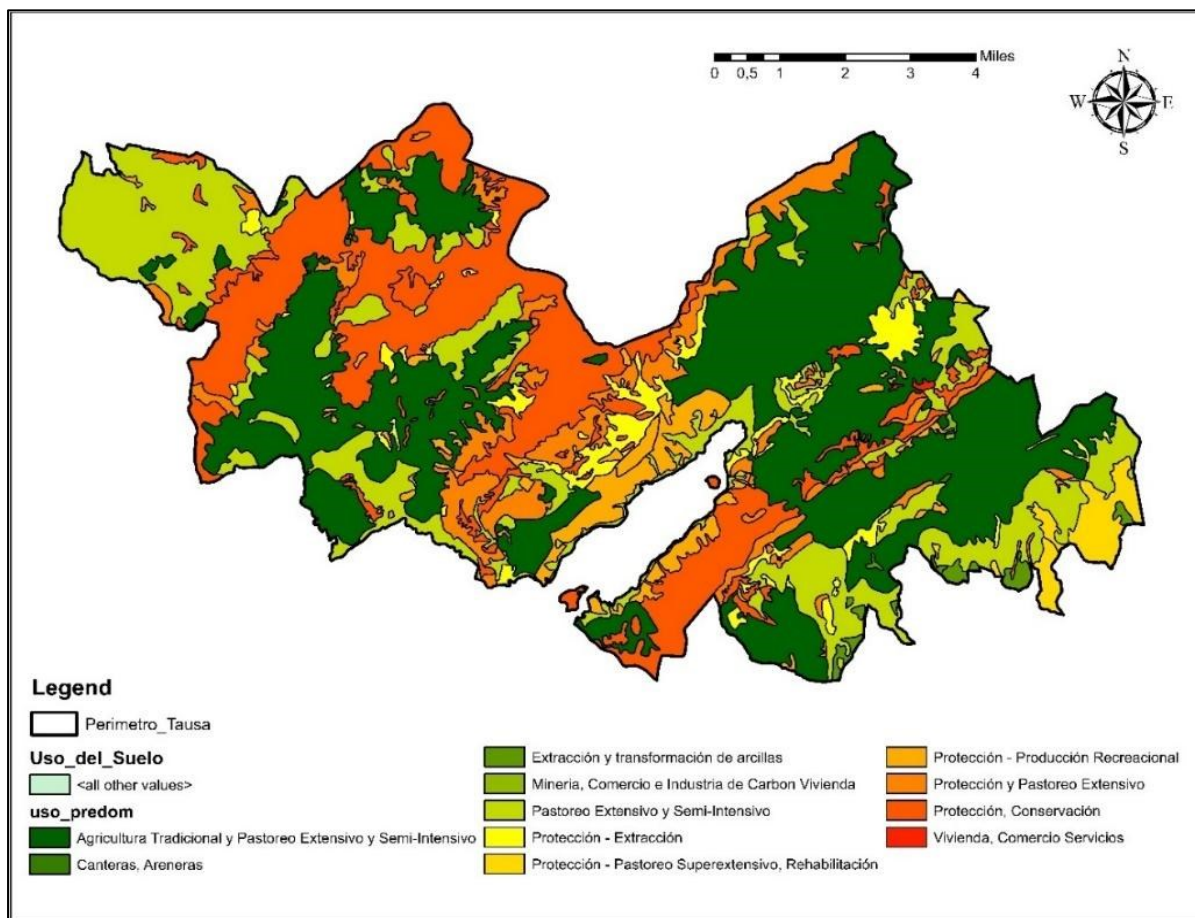 Miles
0 0,5 1 2 3 4
N
W E
S
Legend
Perimetro_Tausa
Uso_del_Suelo
<all other values>
uso_predom
Agricultura Tradicional y Pastoreo Extensivo y Semi-Intensivo
Canteras, Areneras
Extracción y transformación de arcillas
Mineria, Comercio e Industria de Carbon Vivienda
Pastoreo Extensivo y Semi-Intensivo
Protección - Extracción
Protección - Pastoreo Superextensivo, Rehabilitación
Protección - Producción Recreacional
Protección y Pastoreo Extensivo
Protección, Conservación
Vivienda, Comercio Servicios